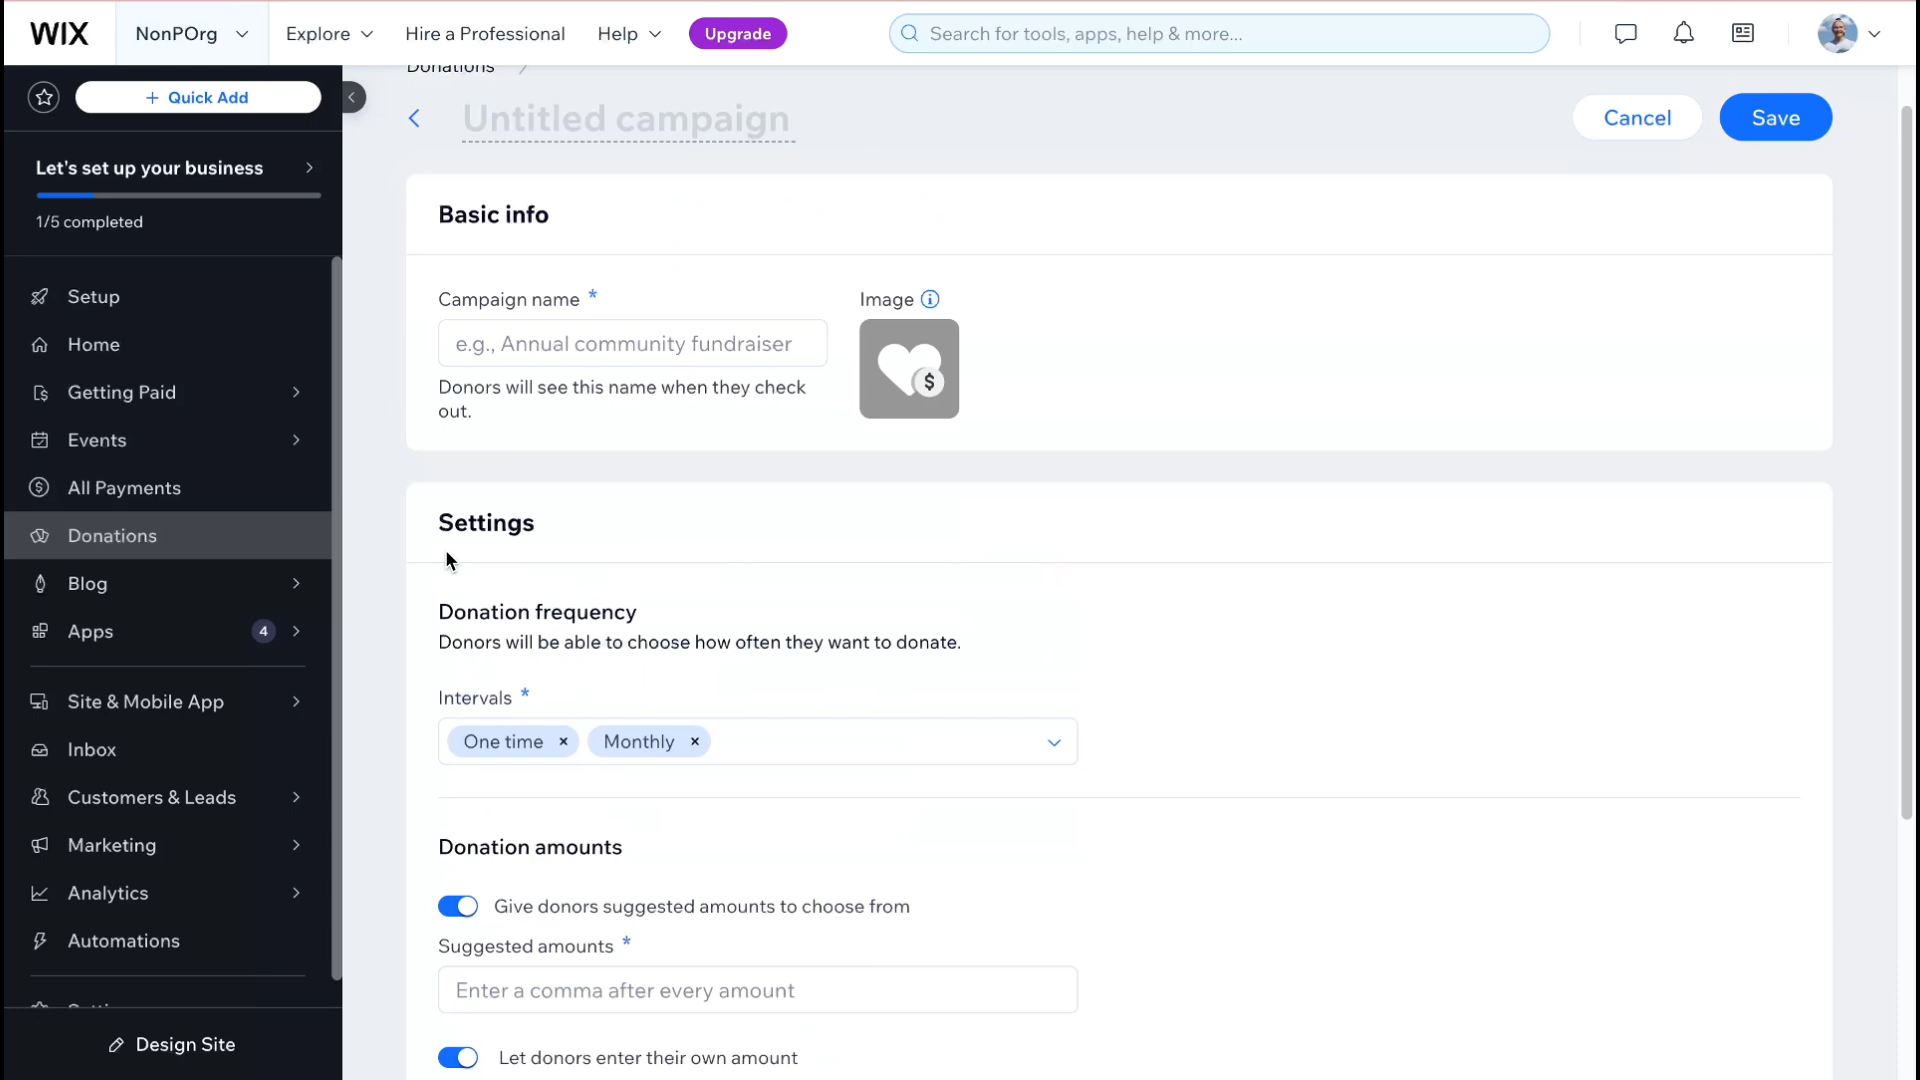 WIX
NonPOrg
Explore
Hire a Professional
Help
Upgrade
Search for tools, apps, help & more...
+ Quick Add
Let's set up your business
1/5 completed
Setup
Home
Getting Paid
Events
All Payments
Donations
Blog
Apps
4
Site & Mobile App
Inbox
Customers & Leads
Marketing
Analytics
Automations
Design Site
Donations
Untitled campaign
Cancel
Save
Basic info
Campaign name *
e.g., Annual community fundraiser
Donors will see this name when they check
out.
Image
$
Settings
Donation frequency
Donors will be able to choose how often they want to donate.
Intervals *
One time × Monthly ×
Donation amounts
Give donors suggested amounts to choose from
Suggested amounts *
Enter a comma after every amount
Let donors enter their own amount